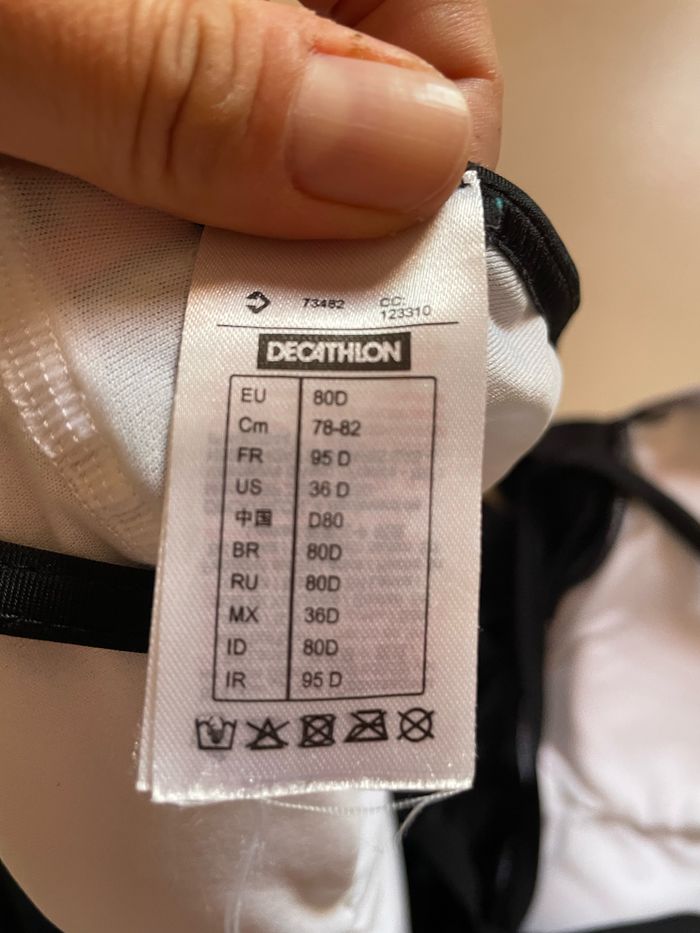 73482 CC:
123310
DECATHLON
EU 80D
Cm 78-82
FR 95 D
US 36 D
中国 D80
BR 80D
RU 80D
MX 36D
ID 80D
IR 95 D